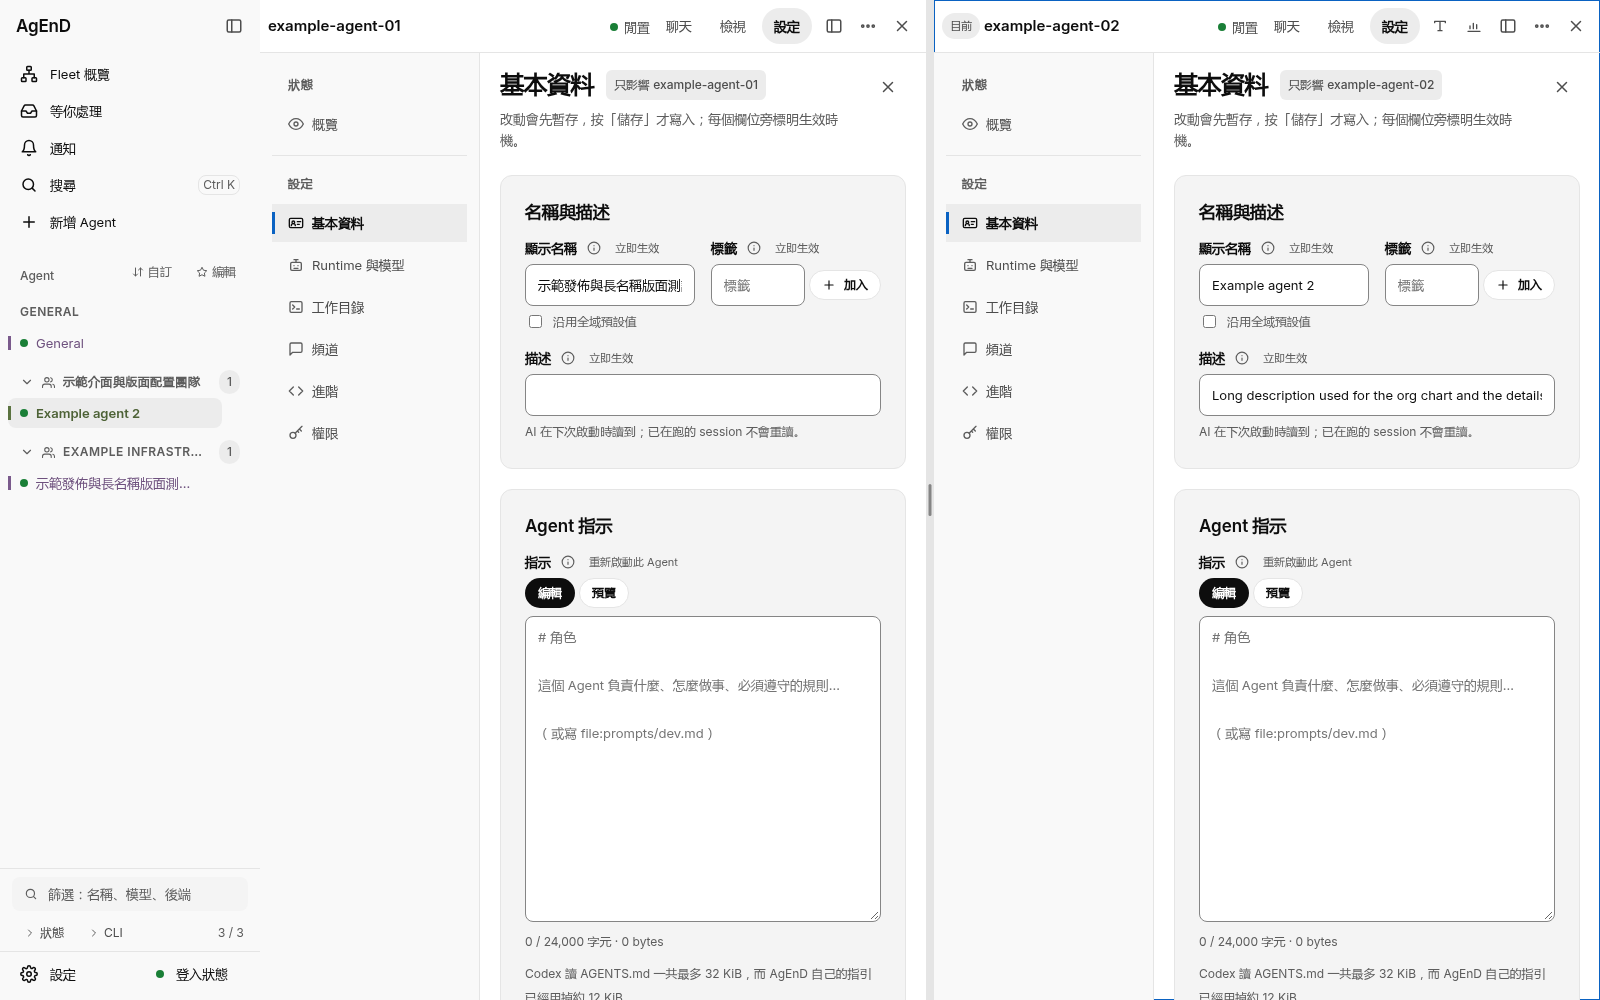 AgEnD
Fleet 概覽
等你處理
通知
搜尋 Ctrl K
新增 Agent
Agent 自訂 編輯
GENERAL
General
示範介面與版面配置團隊 1
Example agent 2
EXAMPLE INFRASTR... 1
示範發佈與長名稱版面測...
篩選：名稱、模型、後端
狀態 CLI 3 / 3
設定 登入狀態
example-agent-01 閒置 聊天 檢視 設定
狀態
概覽
設定
基本資料
Runtime 與模型
工作目錄
頻道
進階
權限
基本資料 只影響 example-agent-01
改動會先暫存，按「儲存」才寫入；每個欄位旁標明生效時
機。
名稱與描述
顯示名稱 立即生效 標籤 立即生效
示範發佈與長名稱版面測 標籤 加入
沿用全域預設值
描述 立即生效
AI 在下次啟動時讀到；已在跑的 session 不會重讀。
Agent 指示
指示 重新啟動此 Agent
編輯 預覽
# 角色
這個 Agent 負責什麼、怎麼做事、必須遵守的規則...
（ 或寫 file:prompts/dev.md ）
0 / 24,000 字元 · 0 bytes
Codex 讀 AGENTS.md 一共最多 32 KiB，而 AgEnD 自己的指引
已經用掉約 12 KiB
目前 example-agent-02 閒置 聊天 檢視 設定
狀態
概覽
設定
基本資料
Runtime 與模型
工作目錄
頻道
進階
權限
基本資料 只影響 example-agent-02
改動會先暫存，按「儲存」才寫入；每個欄位旁標明生效時
機。
名稱與描述
顯示名稱 立即生效 標籤 立即生效
Example agent 2 標籤 加入
沿用全域預設值
描述 立即生效
Long description used for the org chart and the details
AI 在下次啟動時讀到；已在跑的 session 不會重讀。
Agent 指示
指示 重新啟動此 Agent
編輯 預覽
# 角色
這個 Agent 負責什麼、怎麼做事、必須遵守的規則...
（ 或寫 file:prompts/dev.md ）
0 / 24,000 字元 · 0 bytes
Codex 讀 AGENTS.md 一共最多 32 KiB，而 AgEnD 自己的指引
已經用掉約 12 KiB